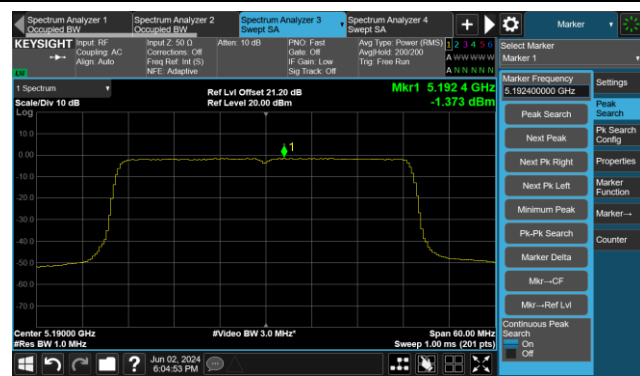 Spectrum Analyzer 1
Occupied BW
Spectrum Analyzer 2
Occupied BW
Spectrum Analyzer 3
Swept SA
Spectrum Analyzer 4
Swept SA
Marker
KEYSIGHT
Input: RF
Coupling: AC
Align: Auto
Input Z: 50 Ω
Corrections: Off
Freq Ref: Int (S)
NFE: Adaptive
Atten: 10 dB
PNO: Fast
Gate: Off
IF Gain: Low
Sig Track: Off
Avg Type: Power (RMS)
Avg|Hold: 200/200
Trig: Free Run
1 2 3 4 5 6
A W W W W W
A N N N N N
LXI
Select Marker
Marker 1
1 Spectrum
Scale/Div 10 dB
Log
Ref Lvl Offset 21.20 dB
Ref Level 20.00 dBm
Mkr1 5.192 4 GHz
-1.373 dBm
10.0
0.00
-10.0
-20.0
-30.0
-40.0
-50.0
-60.0
-70.0
1
Center 5.19000 GHz
#Res BW 1.0 MHz
#Video BW 3.0 MHz*
Span 60.00 MHz
Sweep 1.00 ms (201 pts)
Marker Frequency
5.192400000 GHz
Peak Search
Next Peak
Next Pk Right
Next Pk Left
Minimum Peak
Pk-Pk Search
Marker Delta
Mkr→CF
Mkr→Ref Lvl
Continuous Peak
Search
On
Off
Settings
Peak
Search
Pk Search
Config
Properties
Marker
Function
Marker→
Counter
?
Jun 02, 2024
6:04:53 PM